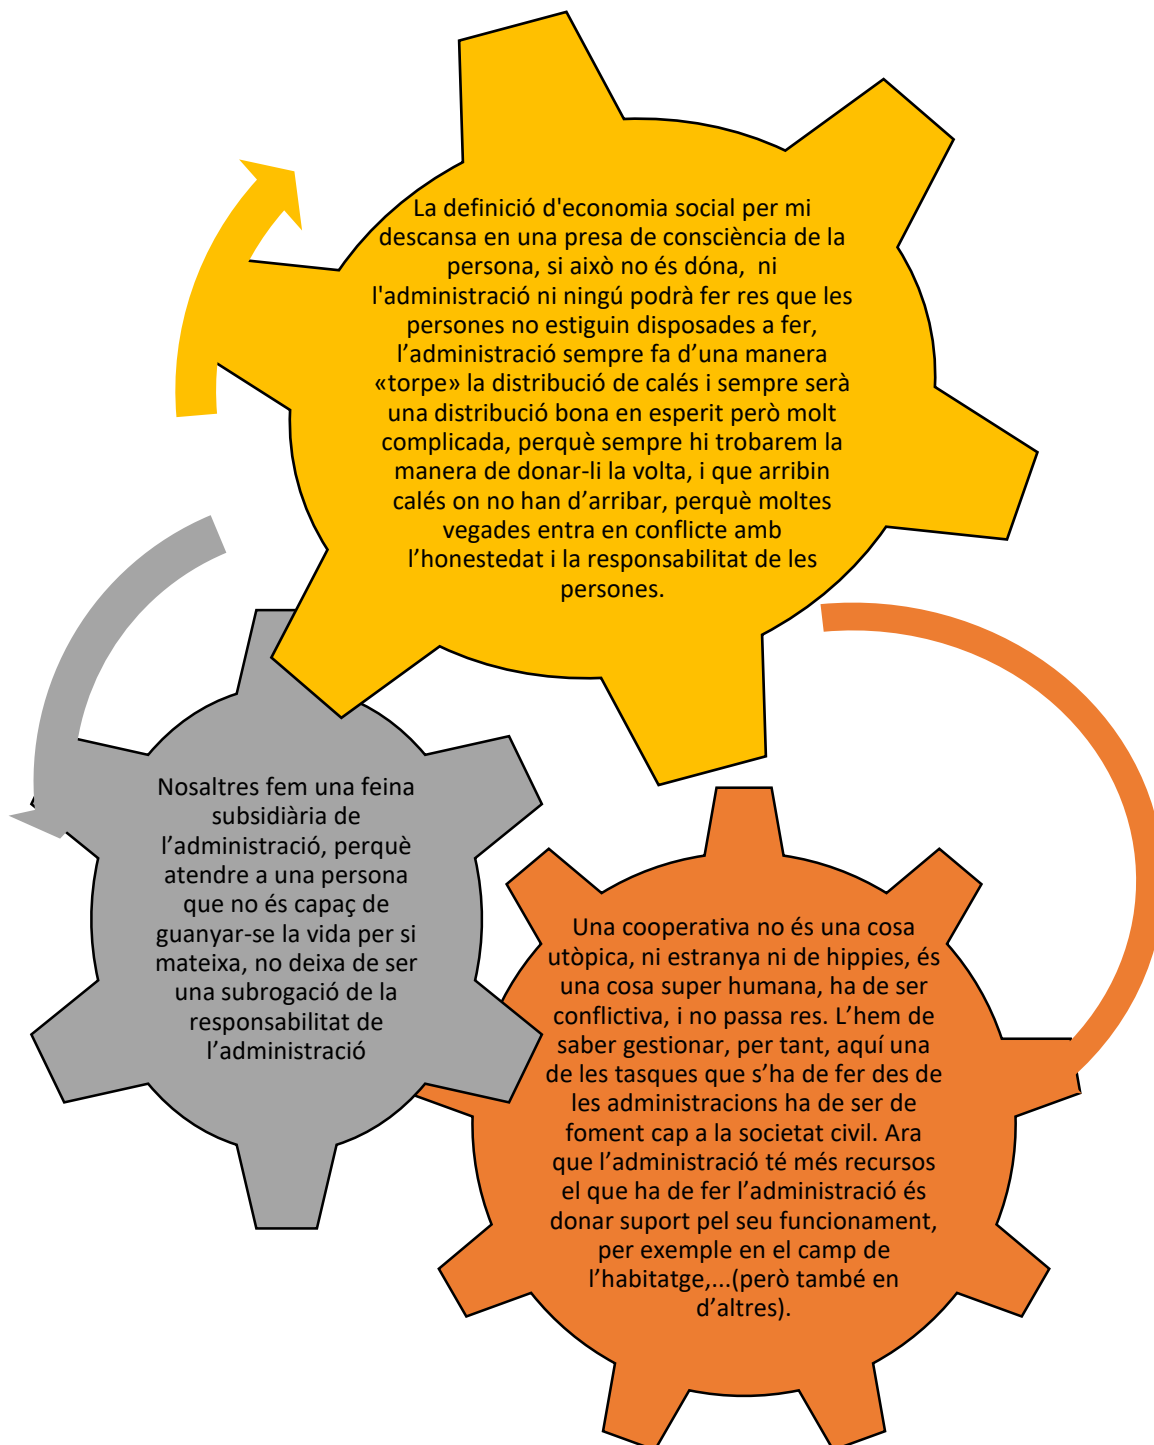 La definició d'economia social per mi
descansa en una presa de consciència de la
persona, si això no és dóna,  ni
l'administració ni ningú podrà fer res que les
persones no estiguin disposades a fer,
l’administració sempre fa d’una manera
«torpe» la distribució de calés i sempre serà
una distribució bona en esperit però molt
complicada, perquè sempre hi trobarem la
manera de donar-li la volta, i que arribin
calés on no han d’arribar, perquè moltes
vegades entra en conflicte amb
l’honestedat i la responsabilitat de les
persones.
Nosaltres fem una feina
subsidiària de
l’administració, perquè
atendre a una persona
que no és capaç de
guanyar-se la vida per si
mateixa, no deixa de ser
una subrogació de la
responsabilitat de
l’administració
Una cooperativa no és una cosa
utòpica, ni estranya ni de hippies, és
una cosa super humana, ha de ser
conflictiva, i no passa res. L’hem de
saber gestionar, per tant, aquí una
de les tasques que s’ha de fer des de
les administracions ha de ser de
foment cap a la societat civil. Ara
que l’administració té més recursos
el que ha de fer l’administració és
donar suport pel seu funcionament,
per exemple en el camp de
l’habitatge,...(però també en
d’altres).